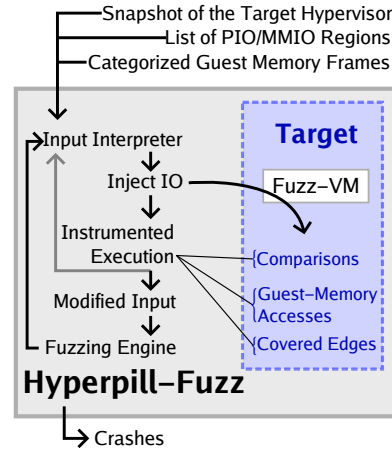 Snapshot of the Target Hypervisor
List of PIO/MMIO Regions
Categorized Guest Memory Frames
Input Interpreter
Inject IO
Instrumented
Execution
Modified Input
Fuzzing Engine
Hyperpill-Fuzz
Target
Fuzz-VM
Comparisons
Guest-Memory
Accesses
Covered Edges
Crashes